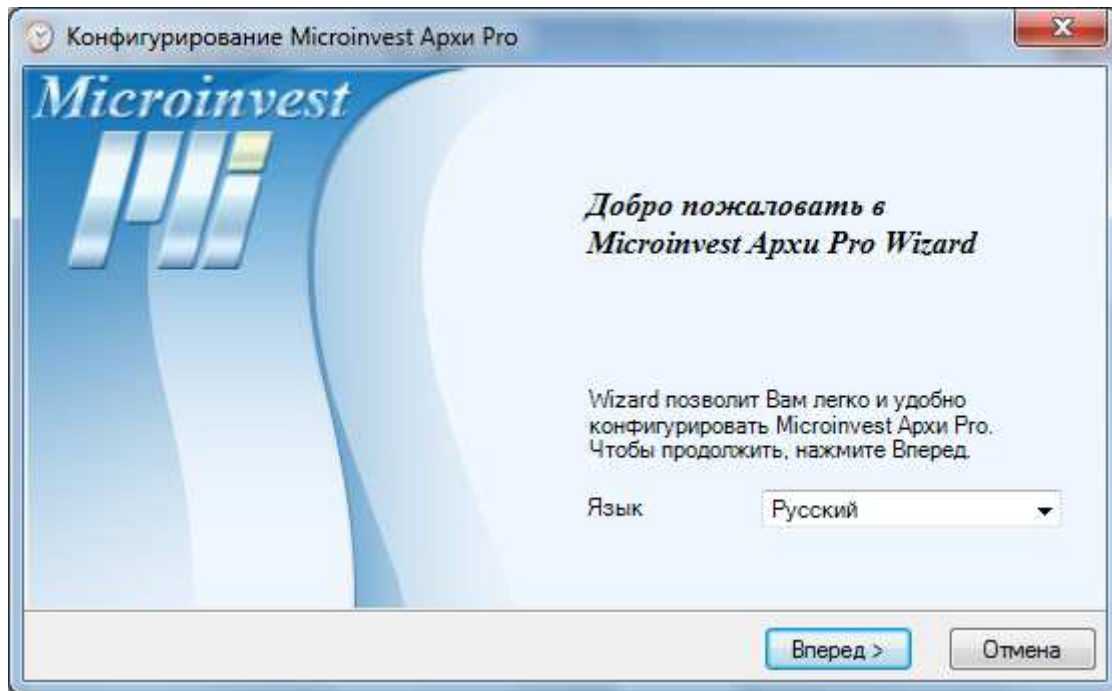 Конфигурирование Microinvest Архи Pro
Microinvest
Mi
Добро пожаловать в
Microinvest Архи Pro Wizard
Wizard позволит Вам легко и удобно
конфигурировать Microinvest Архи Pro.
Чтобы продолжить, нажмите Вперед.
Язык
Русский
Вперед >
Отмена